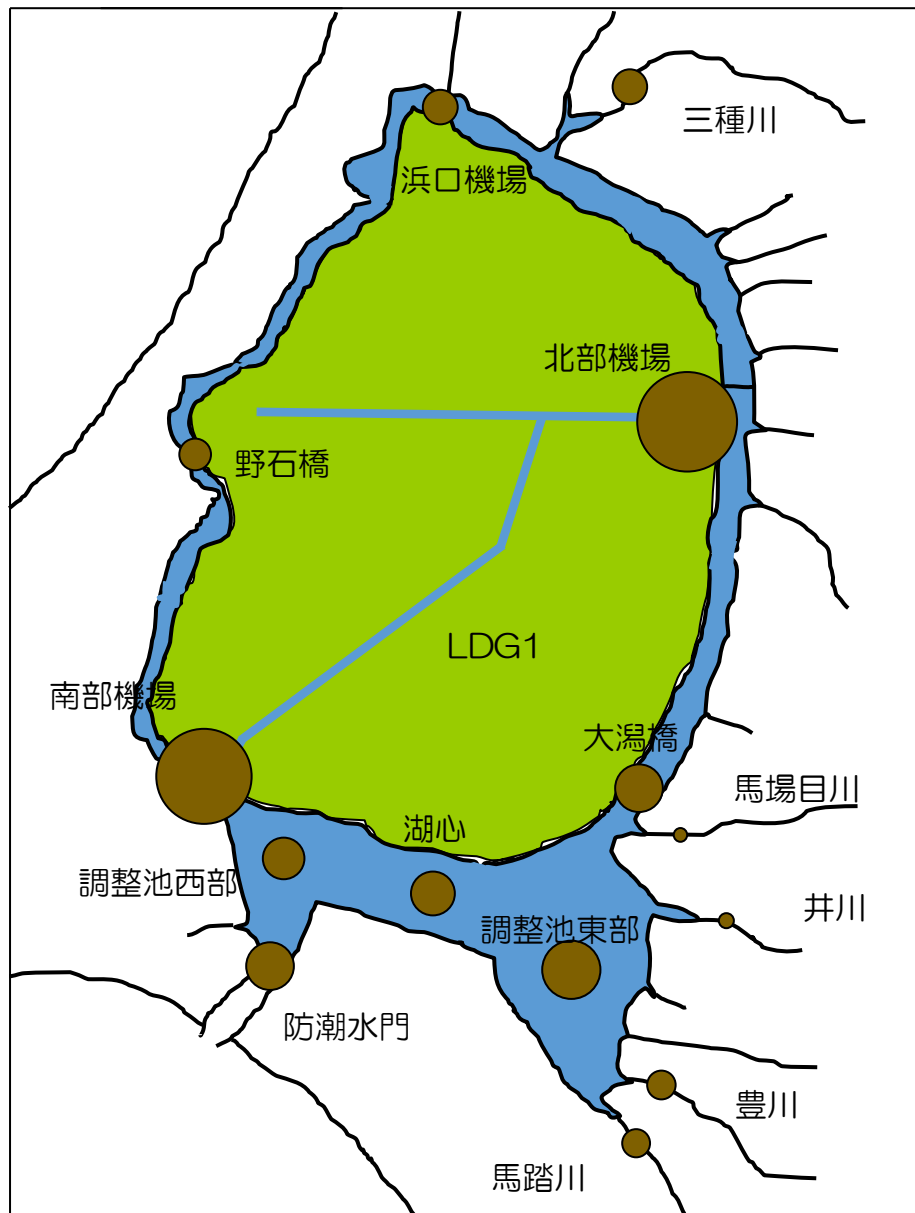 三種川
浜口機場
北部機場
野石橋
LDG1
南部機場
大潟橋
馬場目川
湖心
調整池西部
井川
調整池東部
防潮水門
豊川
馬踏川